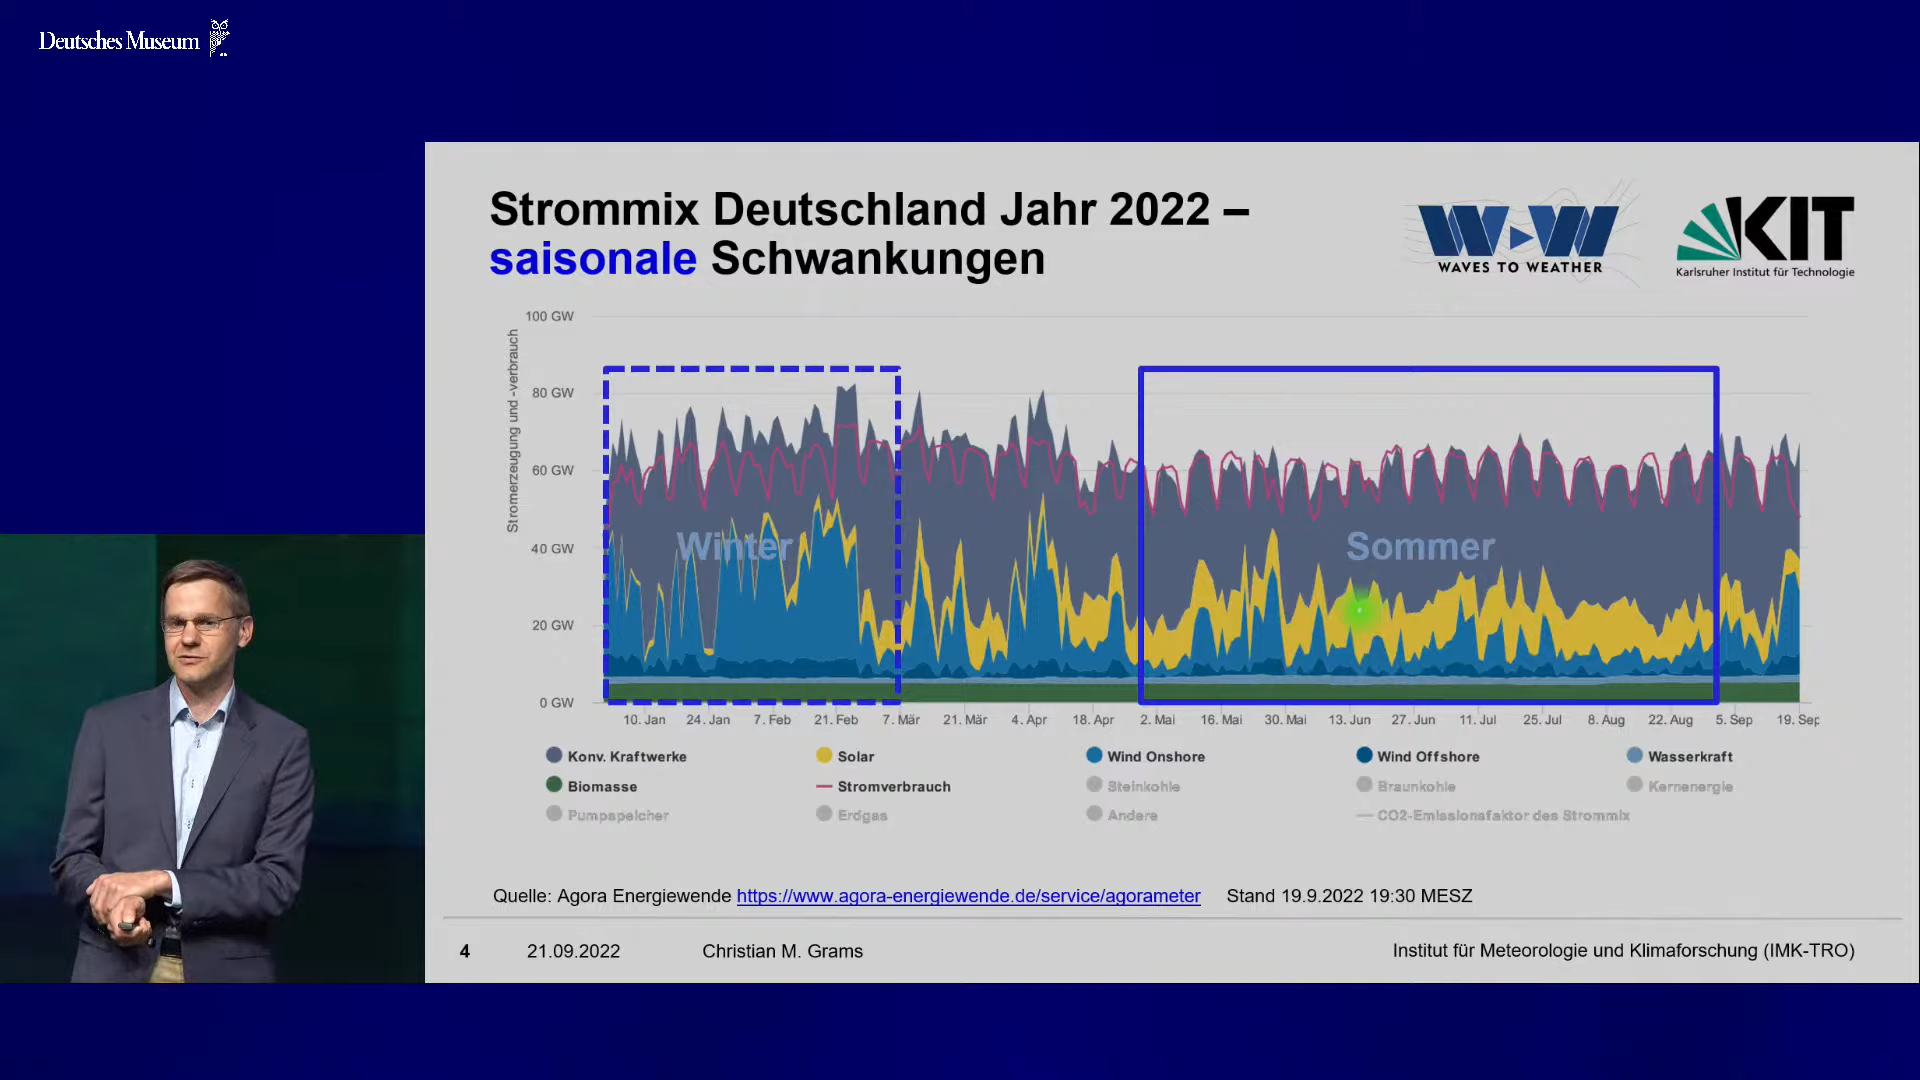 Deutsches Museum
Strommix Deutschland Jahr 2022 –
saisonale Schwankungen
WAVES TO WEATHER
KIT
Karlsruher Institut für Technologie
Stromerzeugung und -verbrauch
100 GW
80 GW
60 GW
40 GW
20 GW
0 GW
Winter
Sommer
10. Jan 24. Jan 7. Feb 21. Feb 7. Mär 21. Mär 4. Apr 18. Apr 2. Mai 16. Mai 30. Mai 13. Jun 27. Jun 11. Jul 25. Jul 8. Aug 22. Aug 5. Sep 19. Sep
Konv. Kraftwerke Solar Wind Onshore Wind Offshore Wasserkraft
Biomasse Stromverbrauch Steinkohle Braunkohle Kernenergie
Pumpspeicher Erdgas Andere CO2-Emissionsfaktor des Strommix
Quelle: Agora Energiewende https://www.agora-energiewende.de/service/agorameter Stand 19.9.2022 19:30 MESZ
4 21.09.2022 Christian M. Grams Institut für Meteorologie und Klimaforschung (IMK-TRO)